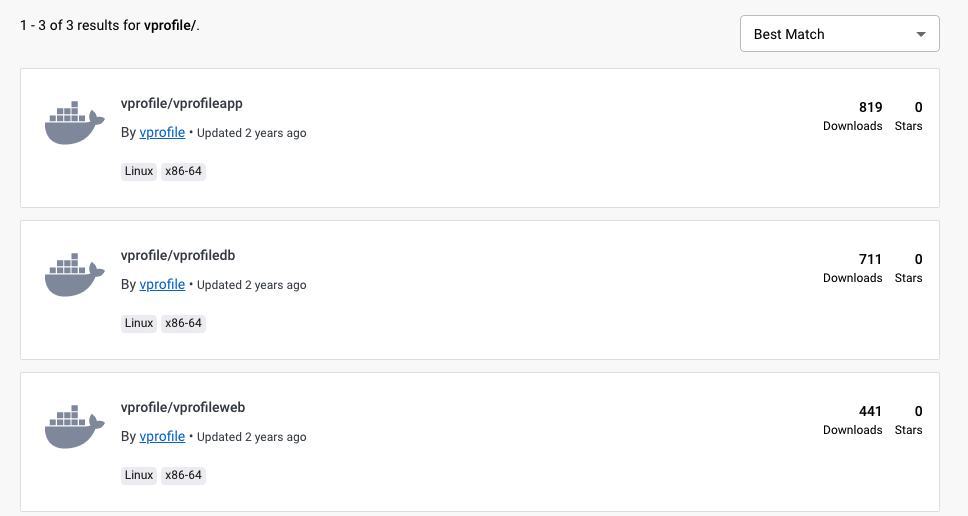 1 - 3 of 3 results for vprofile/.
Best Match
vprofile/vprofileapp
By vprofile • Updated 2 years ago
819 0
Downloads Stars
Linux x86-64
vprofile/vprofiledb
By vprofile • Updated 2 years ago
711 0
Downloads Stars
Linux x86-64
vprofile/vprofileweb
By vprofile • Updated 2 years ago
441 0
Downloads Stars
Linux x86-64